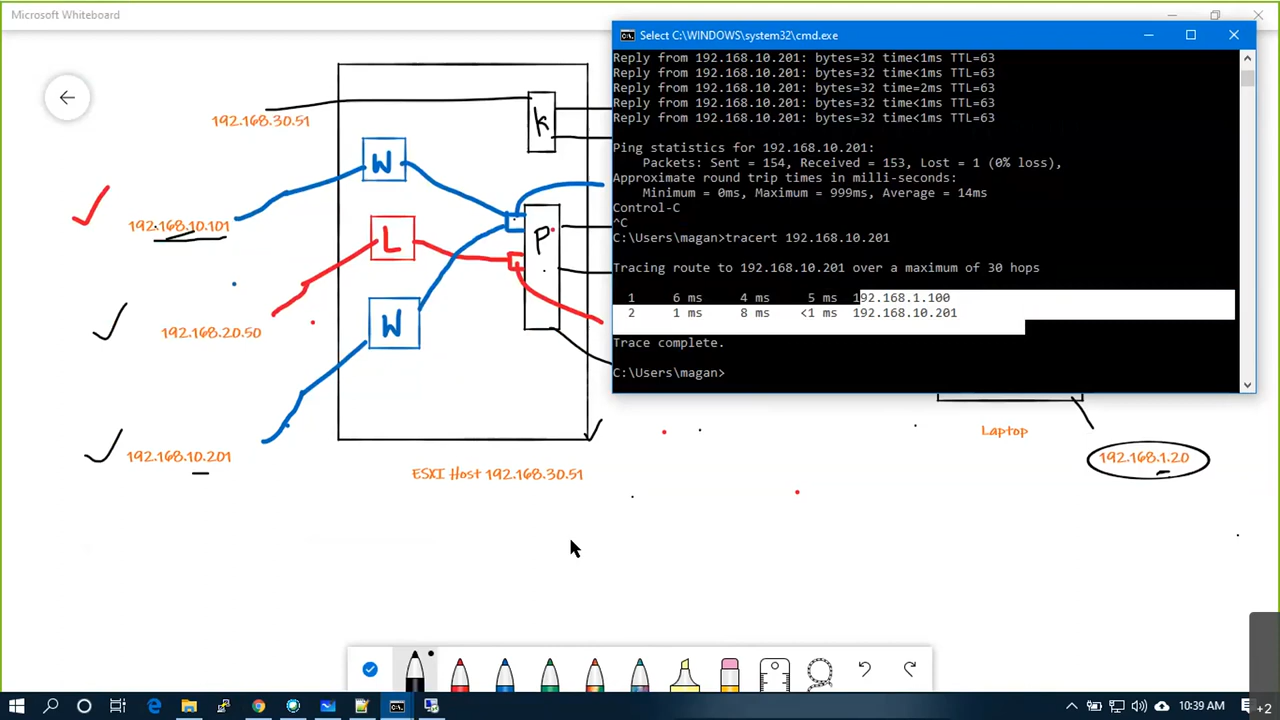 Microsoft Whiteboard
192.168.30.51
k
W
192.168.10.101
L
P
192.168.20.50
W
192.168.10.201
ESXI Host 192.168.30.51
Select C:\WINDOWS\system32\cmd.exe
Reply from 192.168.10.201: bytes=32 time<1ms TTL=63
Reply from 192.168.10.201: bytes=32 time<1ms TTL=63
Reply from 192.168.10.201: bytes=32 time=2ms TTL=63
Reply from 192.168.10.201: bytes=32 time<1ms TTL=63
Reply from 192.168.10.201: bytes=32 time<1ms TTL=63
Ping statistics for 192.168.10.201:
Packets: Sent = 154, Received = 153, Lost = 1 (0% loss),
Approximate round trip times in milli-seconds:
Minimum = 0ms, Maximum = 999ms, Average = 14ms
Control-C
^C
C:\Users\magan>tracert 192.168.10.201
Tracing route to 192.168.10.201 over a maximum of 30 hops
1 6 ms 4 ms 5 ms 192.168.1.100
2 1 ms 8 ms <1 ms 192.168.10.201
Trace complete.
C:\Users\magan>
Laptop
192.168.1.20
10:39 AM
+2